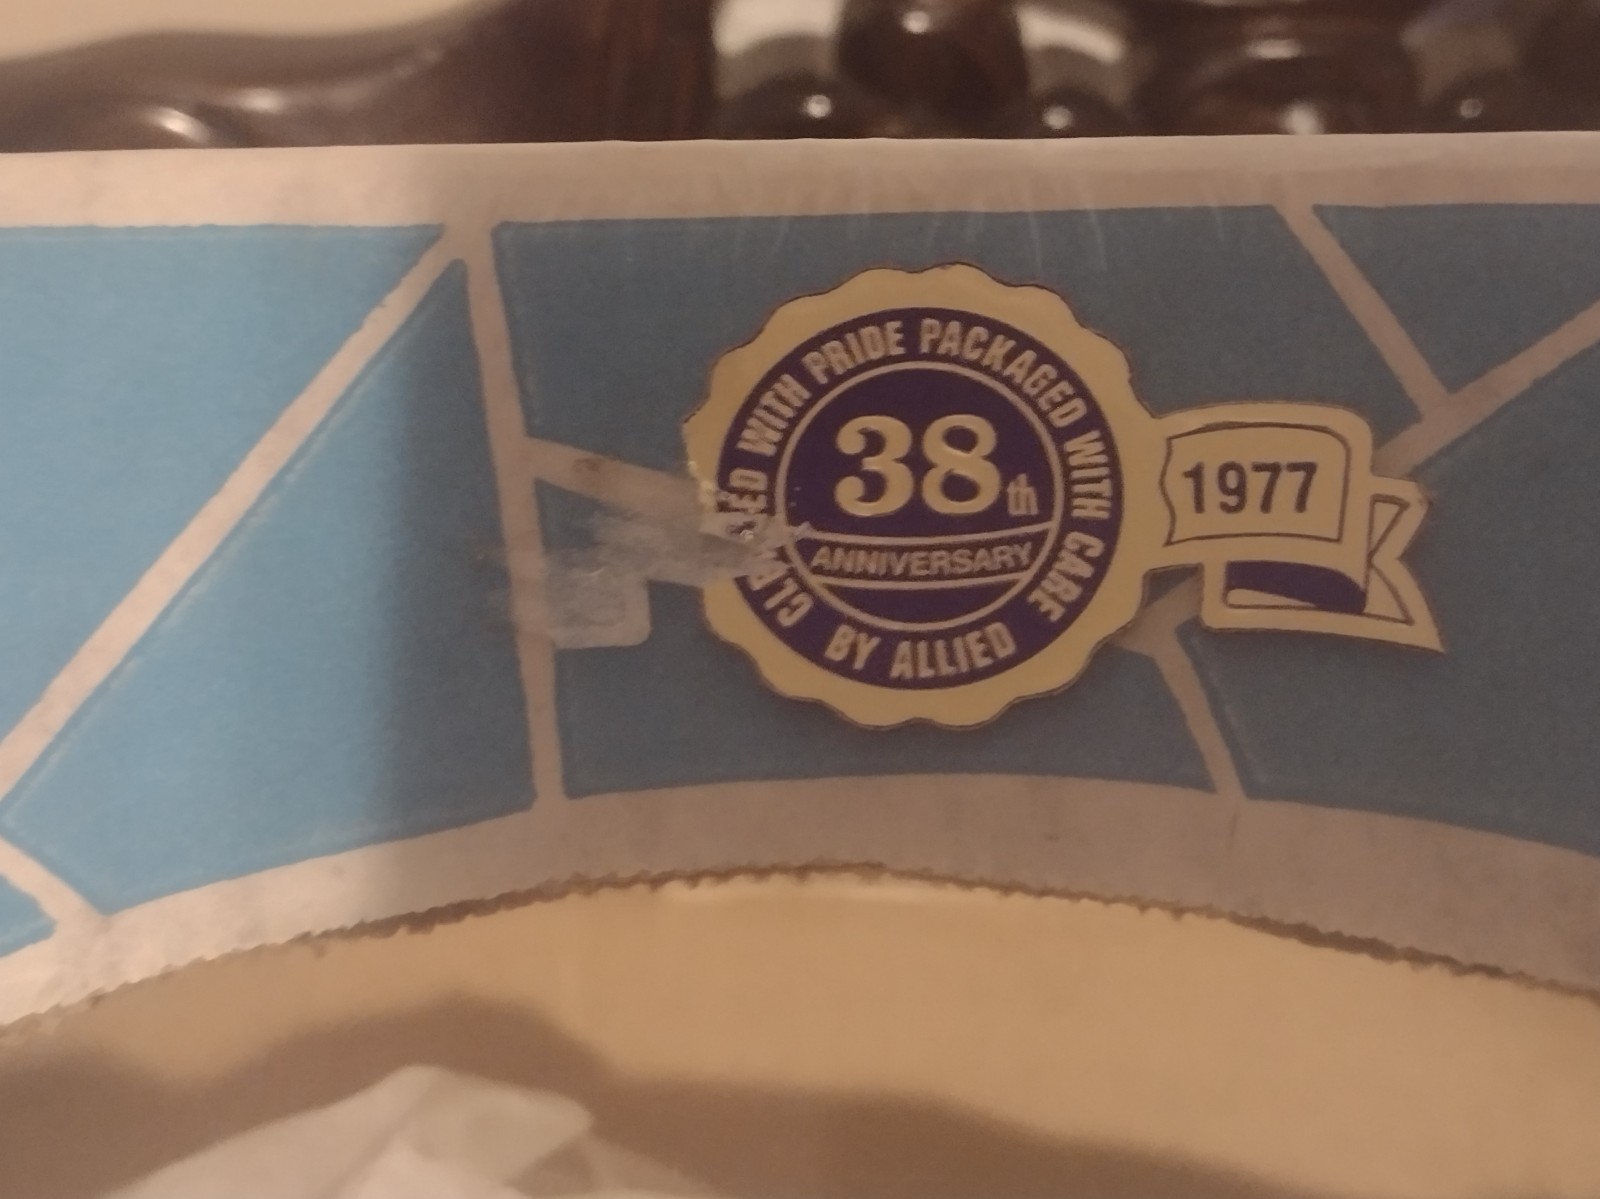 WITH PRIDE PACKAGED WITH CARE
38th
ANNIVERSARY
BY ALLIED
1977